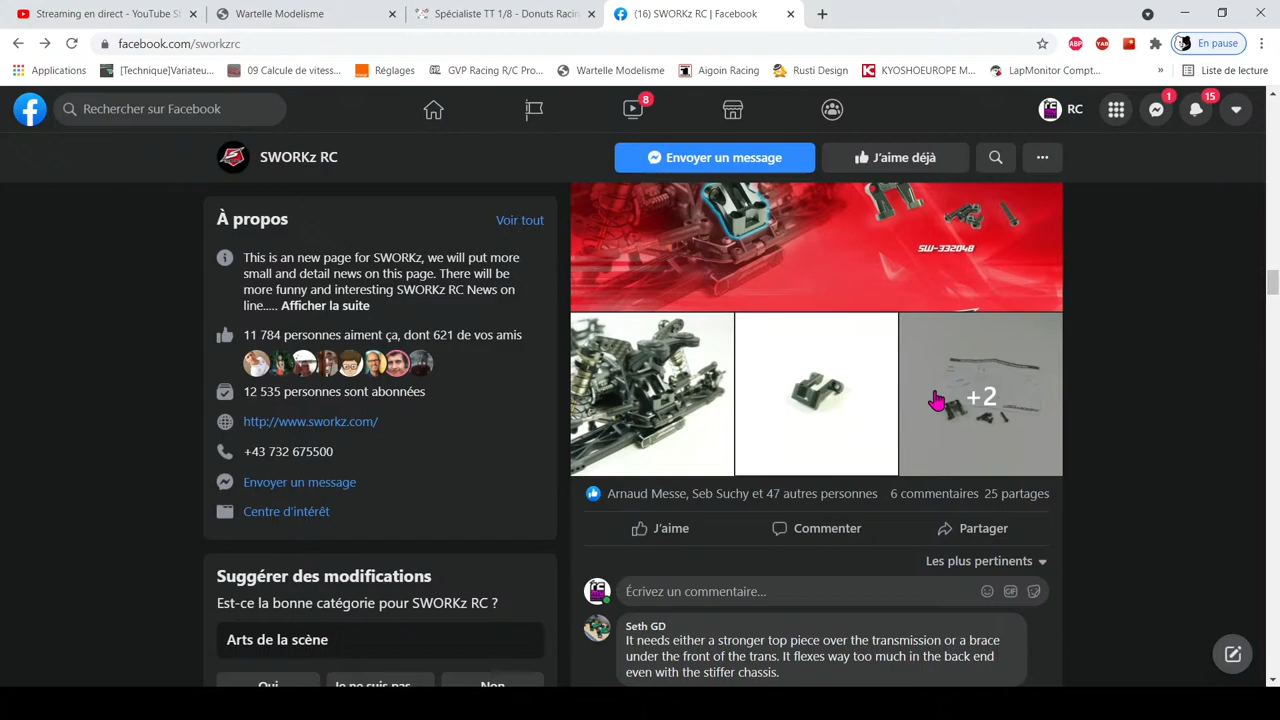 Streaming en direct - YouTube S
Wartelle Modelisme
Spécialiste TT 1/8 - Donuts Racin
(16) SWORKz RC | Facebook
facebook.com/sworkzrc
ABP
YAB
En pause
Applications
[Technique]Variateu...
09 Calcule de vitess...
Réglages
GVP Racing R/C Pro...
Wartelle Modelisme
Aigoin Racing
Rusti Design
KYOSHOEUROPE M...
LapMonitor Compt...
»
Liste de lecture
Rechercher sur Facebook
8
RC
1
15
SWORKz RC
Envoyer un message
J'aime déjà
À propos
Voir tout
This is an new page for SWORKz, we will put more
small and detail news on this page. There will be
more funny and interesting SWORKz RC News on
line..... Afficher la suite
11 784 personnes aiment ça, dont 621 de vos amis
12 535 personnes sont abonnées
http://www.sworkz.com/
+43 732 675500
Envoyer un message
Centre d'intérêt
Suggérer des modifications
Est-ce la bonne catégorie pour SWORKz RC ?
Arts de la scène
Oui
Je ne suis pas
Non
SW-332048
+2
Arnaud Messe, Seb Suchy et 47 autres personnes
6 commentaires 25 partages
J'aime
Commenter
Partager
Les plus pertinents
Écrivez un commentaire...
GIF
Seth GD
It needs either a stronger top piece over the transmission or a brace
under the front of the trans. It flexes way too much in the back end
even with the stiffer chassis.